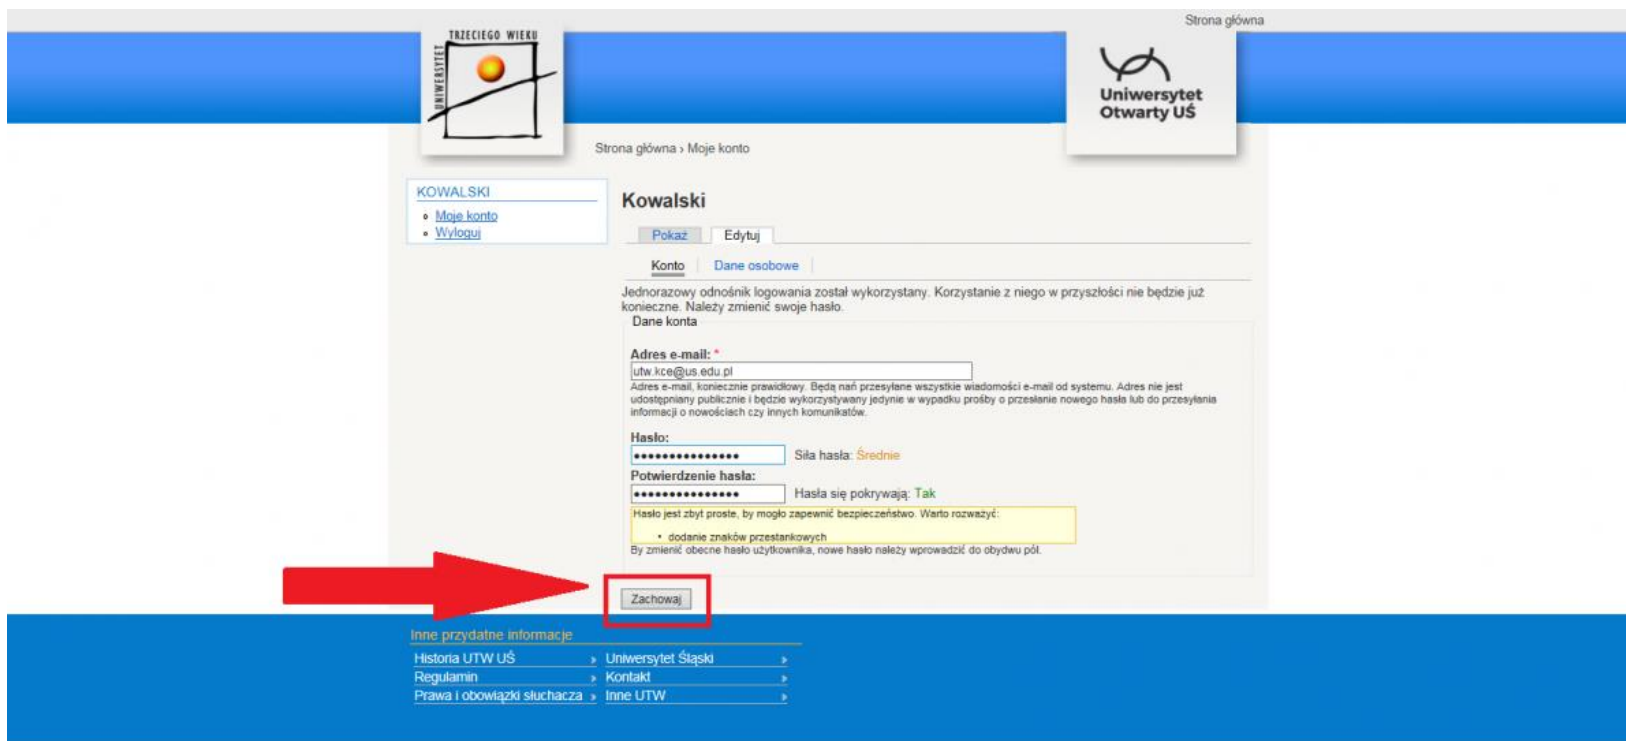 Strona główna
UNIWERSYTET
TRZECIEGO WIEKU
Uniwersytet
Otwarty UŚ
Strona główna › Moje konto
KOWALSKI
Moje konto
Wyloguj
Kowalski
Pokaż Edytuj
Konto Dane osobowe
Jednorazowy odnośnik logowania został wykorzystany. Korzystanie z niego w przyszłości nie będzie już
konieczne. Należy zmienić swoje hasło.
Dane konta
Adres e-mail: *
utw.kce@us.edu.pl
Adres e-mail, koniecznie prawidłowy. Będą nań przesyłane wszystkie wiadomości e-mail od systemu. Adres nie jest
udostępniany publicznie i będzie wykorzystywany jedynie w wypadku prośby o przesłanie nowego hasła lub do przesyłania
informacji o nowościach czy innych komunikatów.
Hasło:
••••••••••••••• Siła hasła: Średnie
Potwierdzenie hasła:
••••••••••••••• Hasła się pokrywają: Tak
Hasło jest zbyt proste, by mogło zapewnić bezpieczeństwo. Warto rozważyć:
• dodanie znaków przestankowych
By zmienić obecne hasło użytkownika, nowe hasło należy wprowadzić do obydwu pól.
Zachowaj
Inne przydatne informacje
Historia UTW UŚ » Uniwersytet Śląski »
Regulamin » Kontakt »
Prawa i obowiązki słuchacza » Inne UTW »